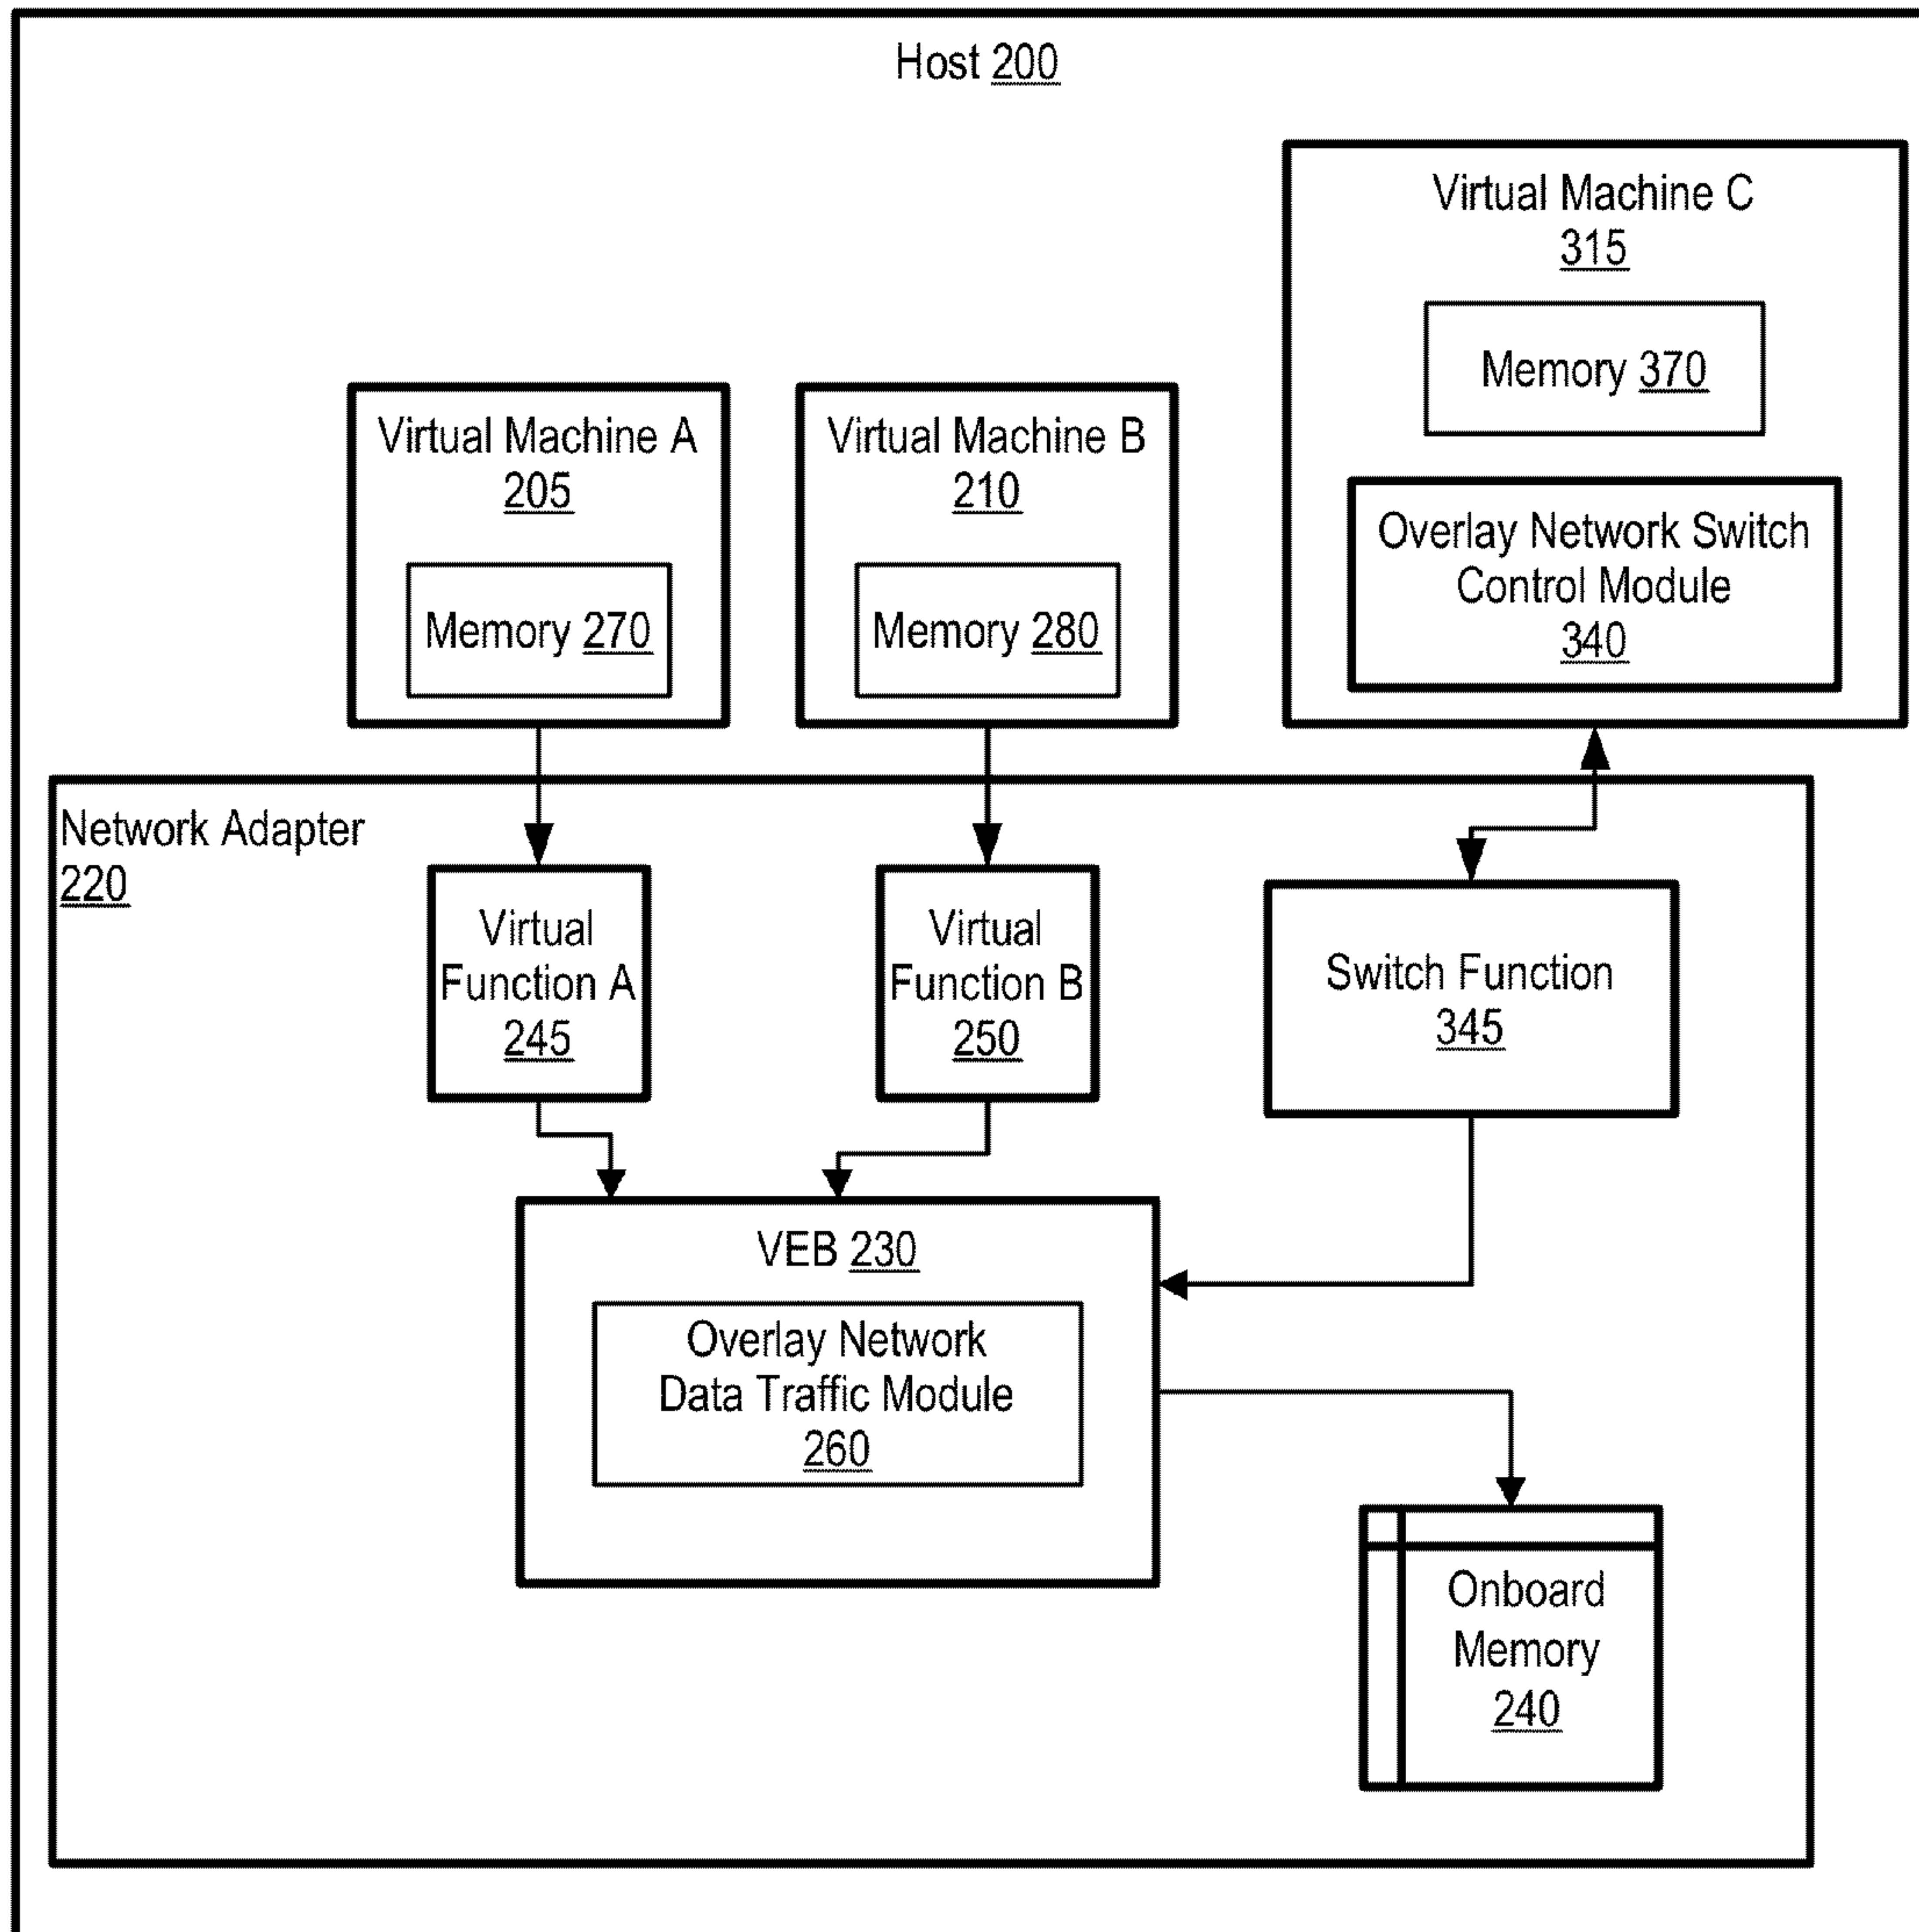 Host 200
Virtual Machine C
315
Memory 370
Overlay Network Switch
Control Module
340
Virtual Machine A
205
Memory 270
Virtual Machine B
210
Memory 280
Network Adapter
220
Virtual
Function A
245
Virtual
Function B
250
Switch Function
345
VEB 230
Overlay Network
Data Traffic Module
260
Onboard
Memory
240